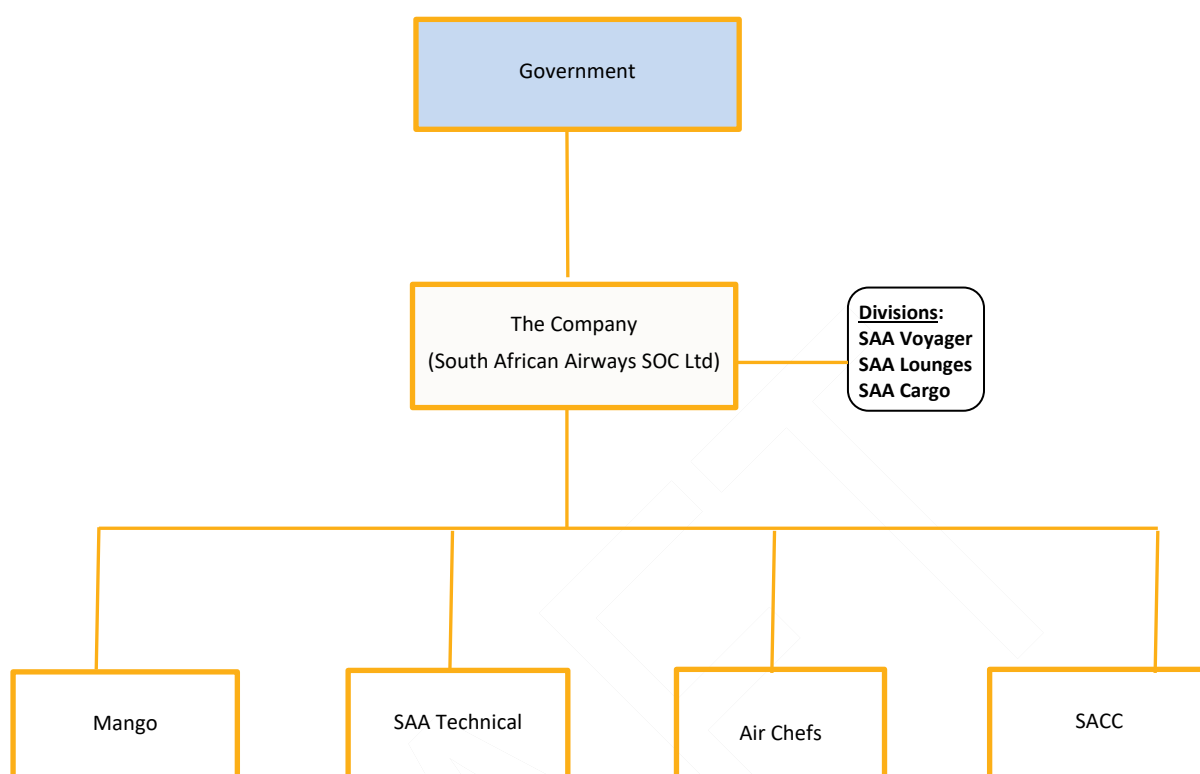 Government
The Company
(South African Airways SOC Ltd)
Divisions:
SAA Voyager
SAA Lounges
SAA Cargo
Mango
SAA Technical
Air Chefs
SACC